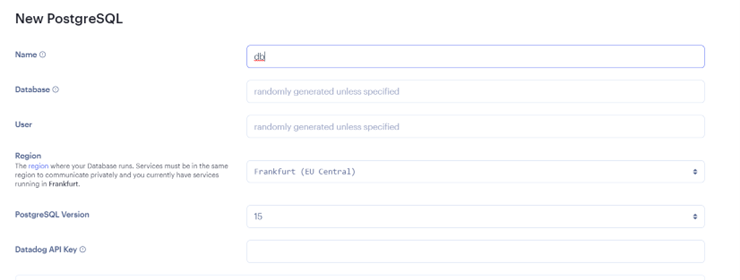 New PostgreSQL
Name
db
Database
randomly generated unless specified
User
randomly generated unless specified
Region
The region where your Database runs. Services must be in the same
region to communicate privately and you currently have services
running in Frankfurt.
Frankfurt (EU Central)
PostgreSQL Version
15
Datadog API Key